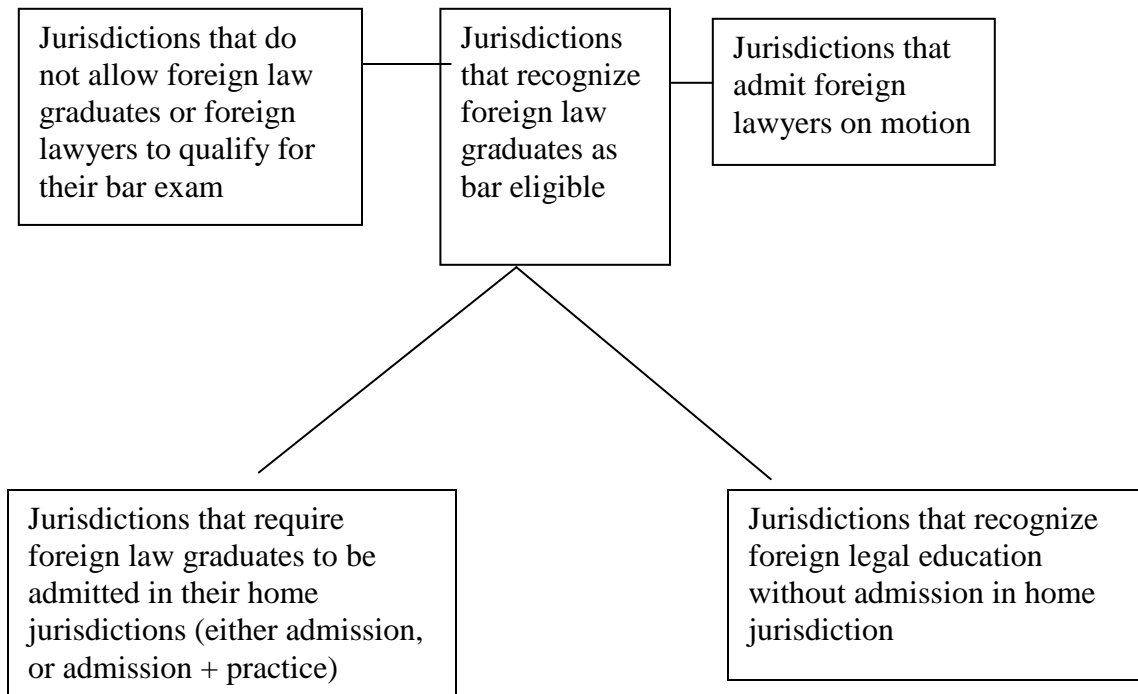 Jurisdictions that do
not allow foreign law
graduates or foreign
lawyers to qualify for
their bar exam
Jurisdictions
that recognize
foreign law
graduates as
bar eligible
Jurisdictions that
admit foreign
lawyers on motion
Jurisdictions that require
foreign law graduates to be
admitted in their home
jurisdictions (either admission,
or admission + practice)
Jurisdictions that recognize
foreign legal education
without admission in home
jurisdiction